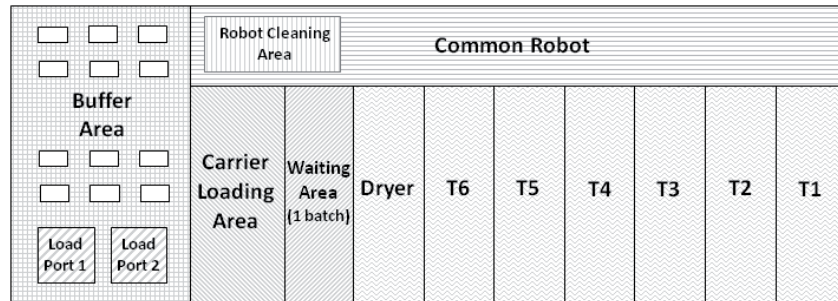 Robot Cleaning
Area
Common Robot
Buffer
Area
Load
Port 1
Load
Port 2
Carrier
Loading
Area
Waiting
Area
(1 batch)
Dryer
T6
T5
T4
T3
T2
T1